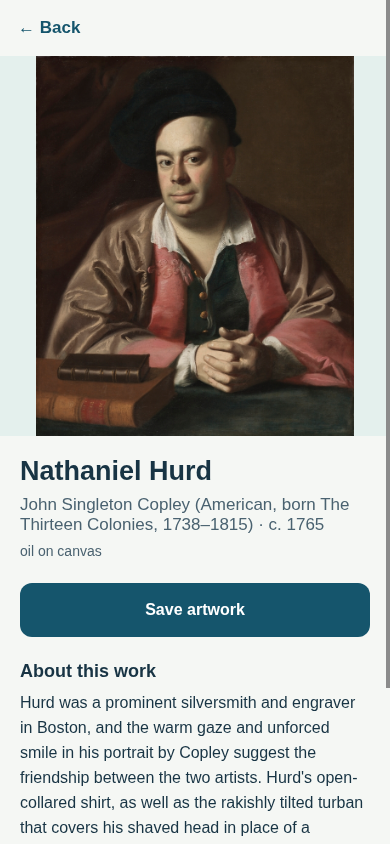 ← Back
Nathaniel Hurd
John Singleton Copley (American, born The
Thirteen Colonies, 1738–1815) · c. 1765
oil on canvas
Save artwork
About this work
Hurd was a prominent silversmith and engraver
in Boston, and the warm gaze and unforced
smile in his portrait by Copley suggest the
friendship between the two artists. Hurd's open-
collared shirt, as well as the rakishly tilted turban
that covers his shaved head in place of a